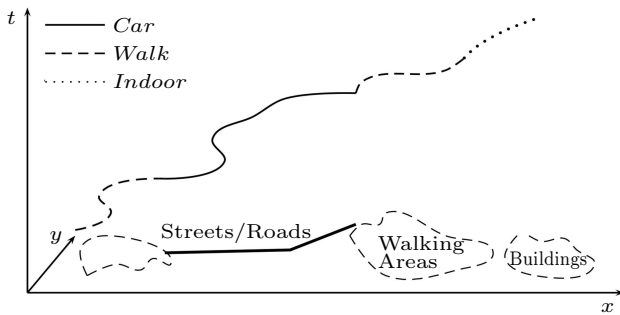 t
Car
Walk
Indoor
y
Streets/Roads
Walking
Areas
Buildings
x